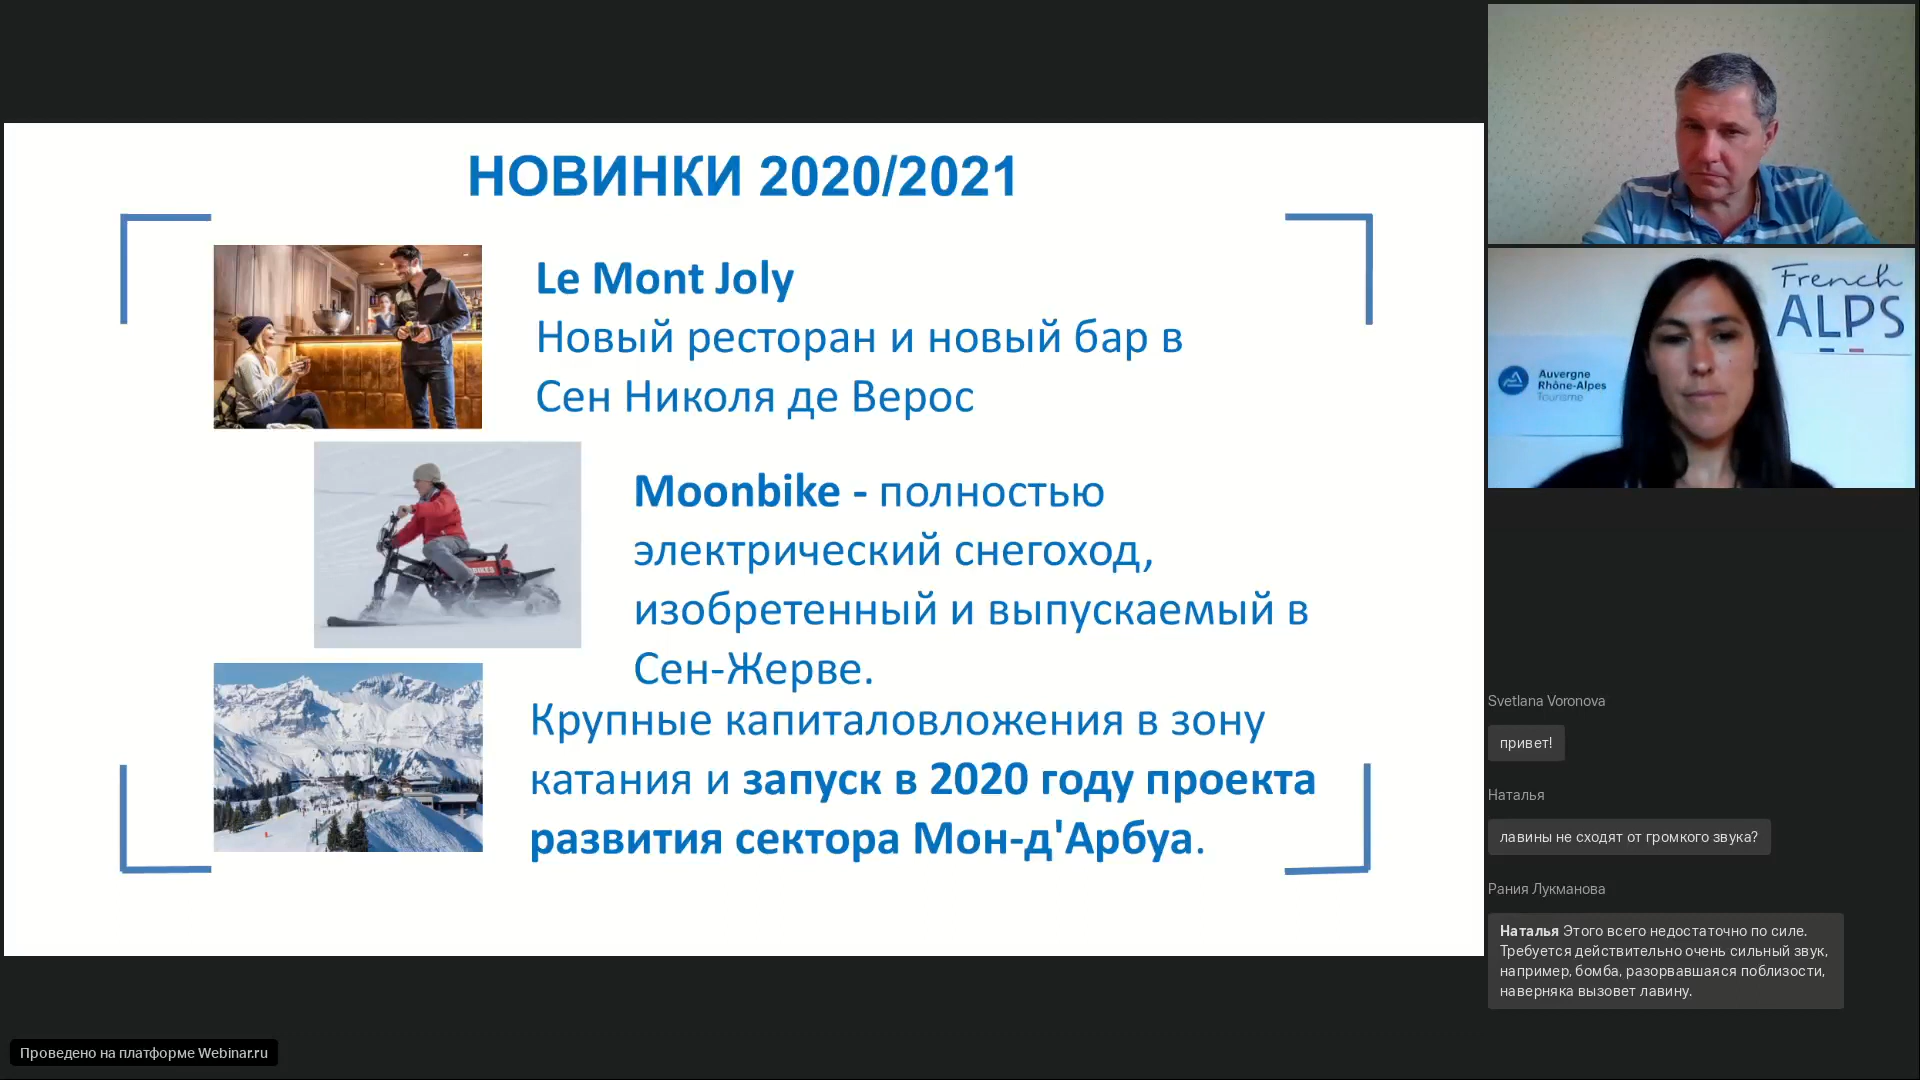 НОВИНКИ 2020/2021
Le Mont Joly
Новый ресторан и новый бар в
Сен Николя де Верос
Moonbike - полностью
электрический снегоход,
изобретенный и выпускаемый в
Сен-Жерве.
Крупные капиталовложения в зону
катания и запуск в 2020 году проекта
развития сектора Мон-д'Арбуа.
French
ALPS
Auvergne
Rhône-Alpes
Tourisme
Svetlana Voronova
привет!
Наталья
лавины не сходят от громкого звука?
Рания Лукманова
Наталья Этого всего недостаточно по силе.
Требуется действительно очень сильный звук,
например, бомба, разорвавшаяся поблизости,
наверняка вызовет лавину.
Проведено на платформе Webinar.ru